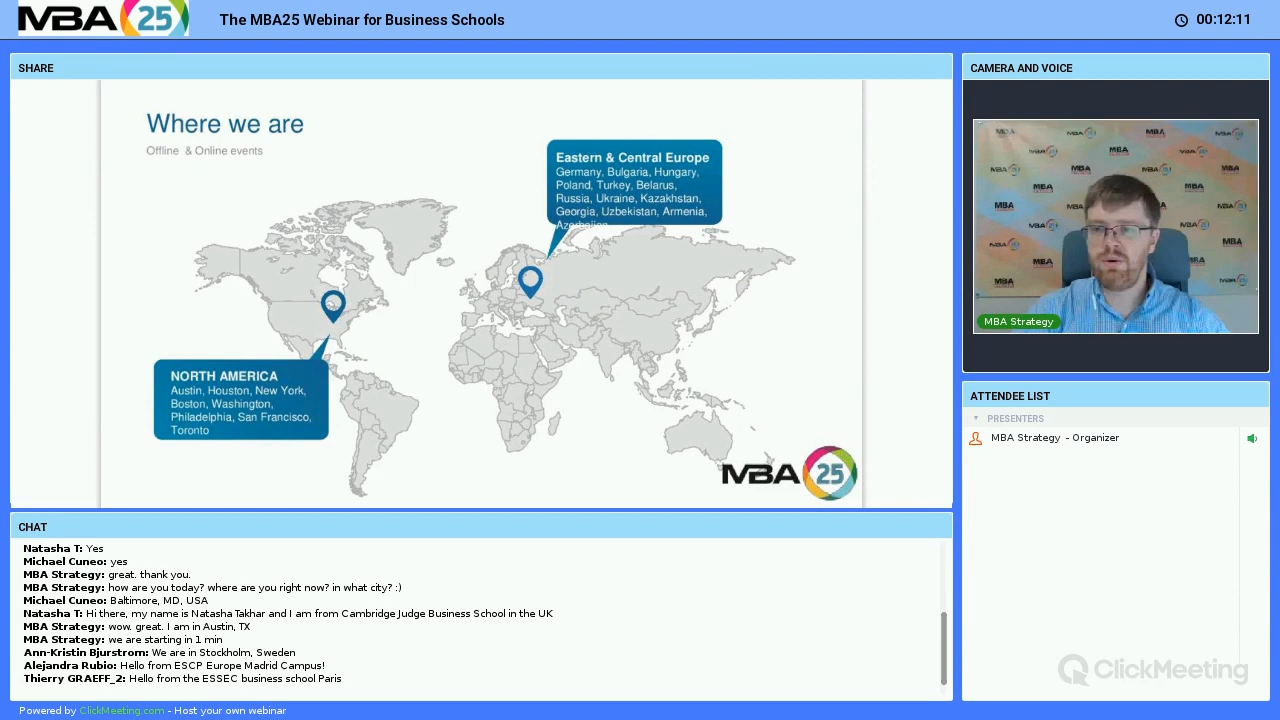 MBA 25
The MBA25 Webinar for Business Schools
00:12:11
SHARE
Where we are
Offline & Online events
Eastern & Central Europe
Germany, Bulgaria, Hungary,
Poland, Turkey, Belarus,
Russia, Ukraine, Kazakhstan,
Georgia, Uzbekistan, Armenia,
Azerbaijan
NORTH AMERICA
Austin, Houston, New York,
Boston, Washington,
Philadelphia, San Francisco,
Toronto
MBA 25
CAMERA AND VOICE
MBA Strategy
ATTENDEE LIST
PRESENTERS
MBA Strategy - Organizer
ClickMeeting
CHAT
Natasha T: Yes
Michael Cuneo: yes
MBA Strategy: great. thank you.
MBA Strategy: how are you today? where are you right now? in what city? :)
Michael Cuneo: Baltimore, MD, USA
Natasha T: Hi there, my name is Natasha Takhar and I am from Cambridge Judge Business School in the UK
MBA Strategy: wow. great. I am in Austin, TX
MBA Strategy: we are starting in 1 min
Ann-Kristin Bjurstrom: We are in Stockholm, Sweden
Alejandra Rubio: Hello from ESCP Europe Madrid Campus!
Thierry GRAEFF_2: Hello from the ESSEC business school Paris
Powered by ClickMeeting.com - Host your own webinar